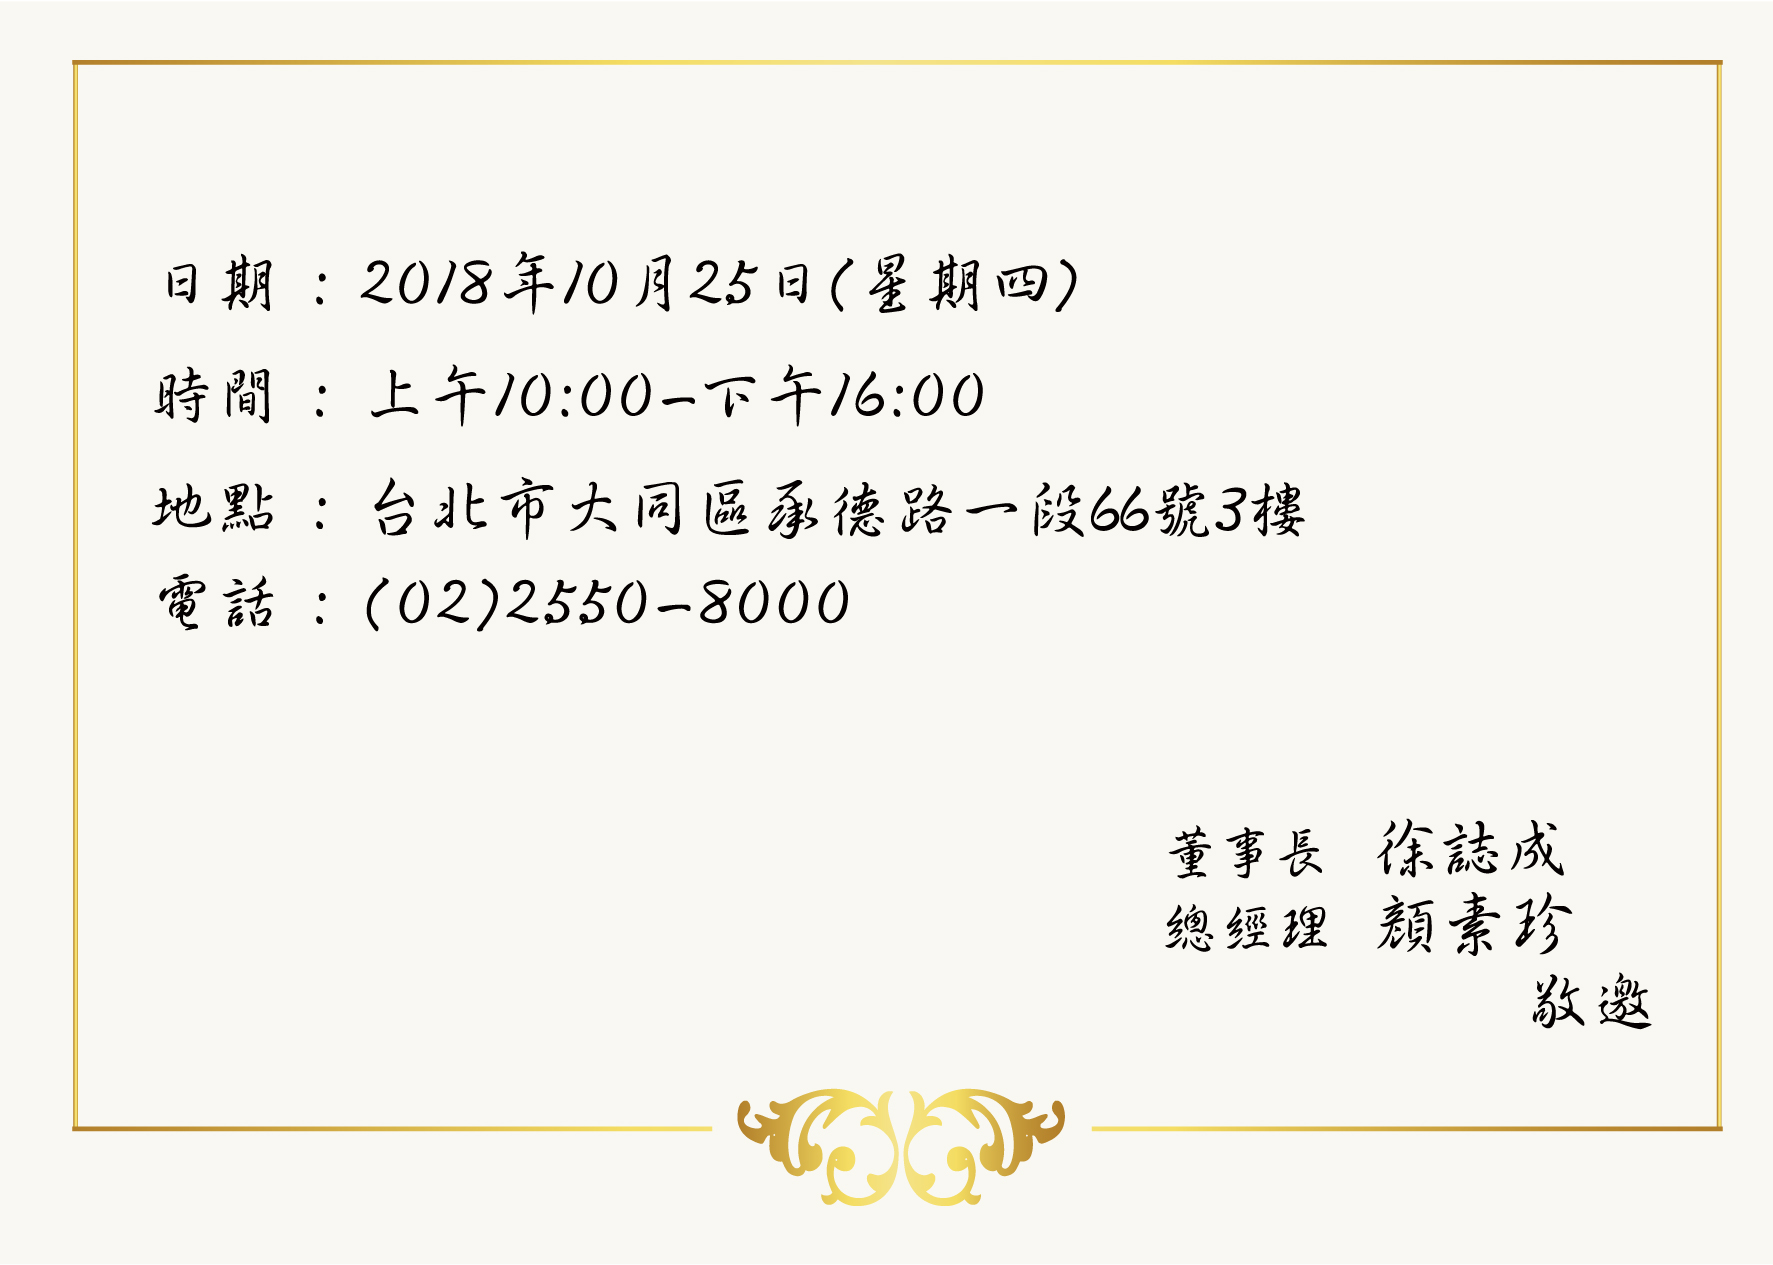 日期 : 2018年10月25日(星期四)
時間 : 上午10:00-下午16:00
地點 : 台北市大同區承德路一段66號3樓
電話 : (02)2550-8000
董事長 徐誌成
總經理 顏素珍
敬邀